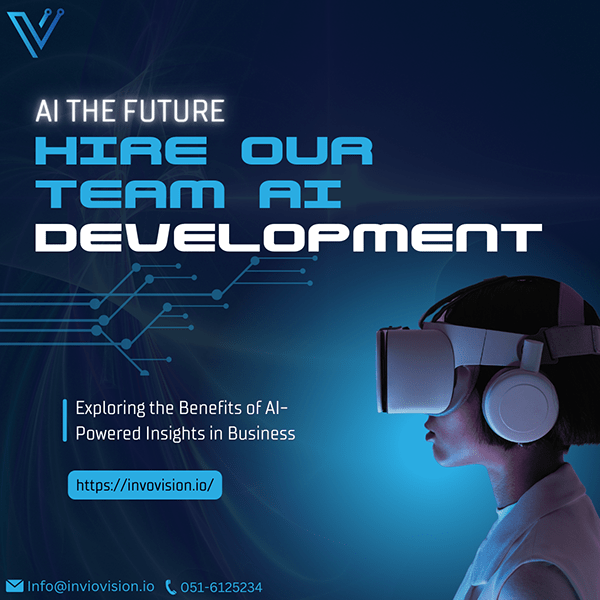 AI THE FUTURE
HIRE OUR
TEAM AI
DEVELOPMENT
Exploring the Benefits of AI-
Powered Insights in Business
https://invovision.io/
Info@inviovision.io 051-6125234